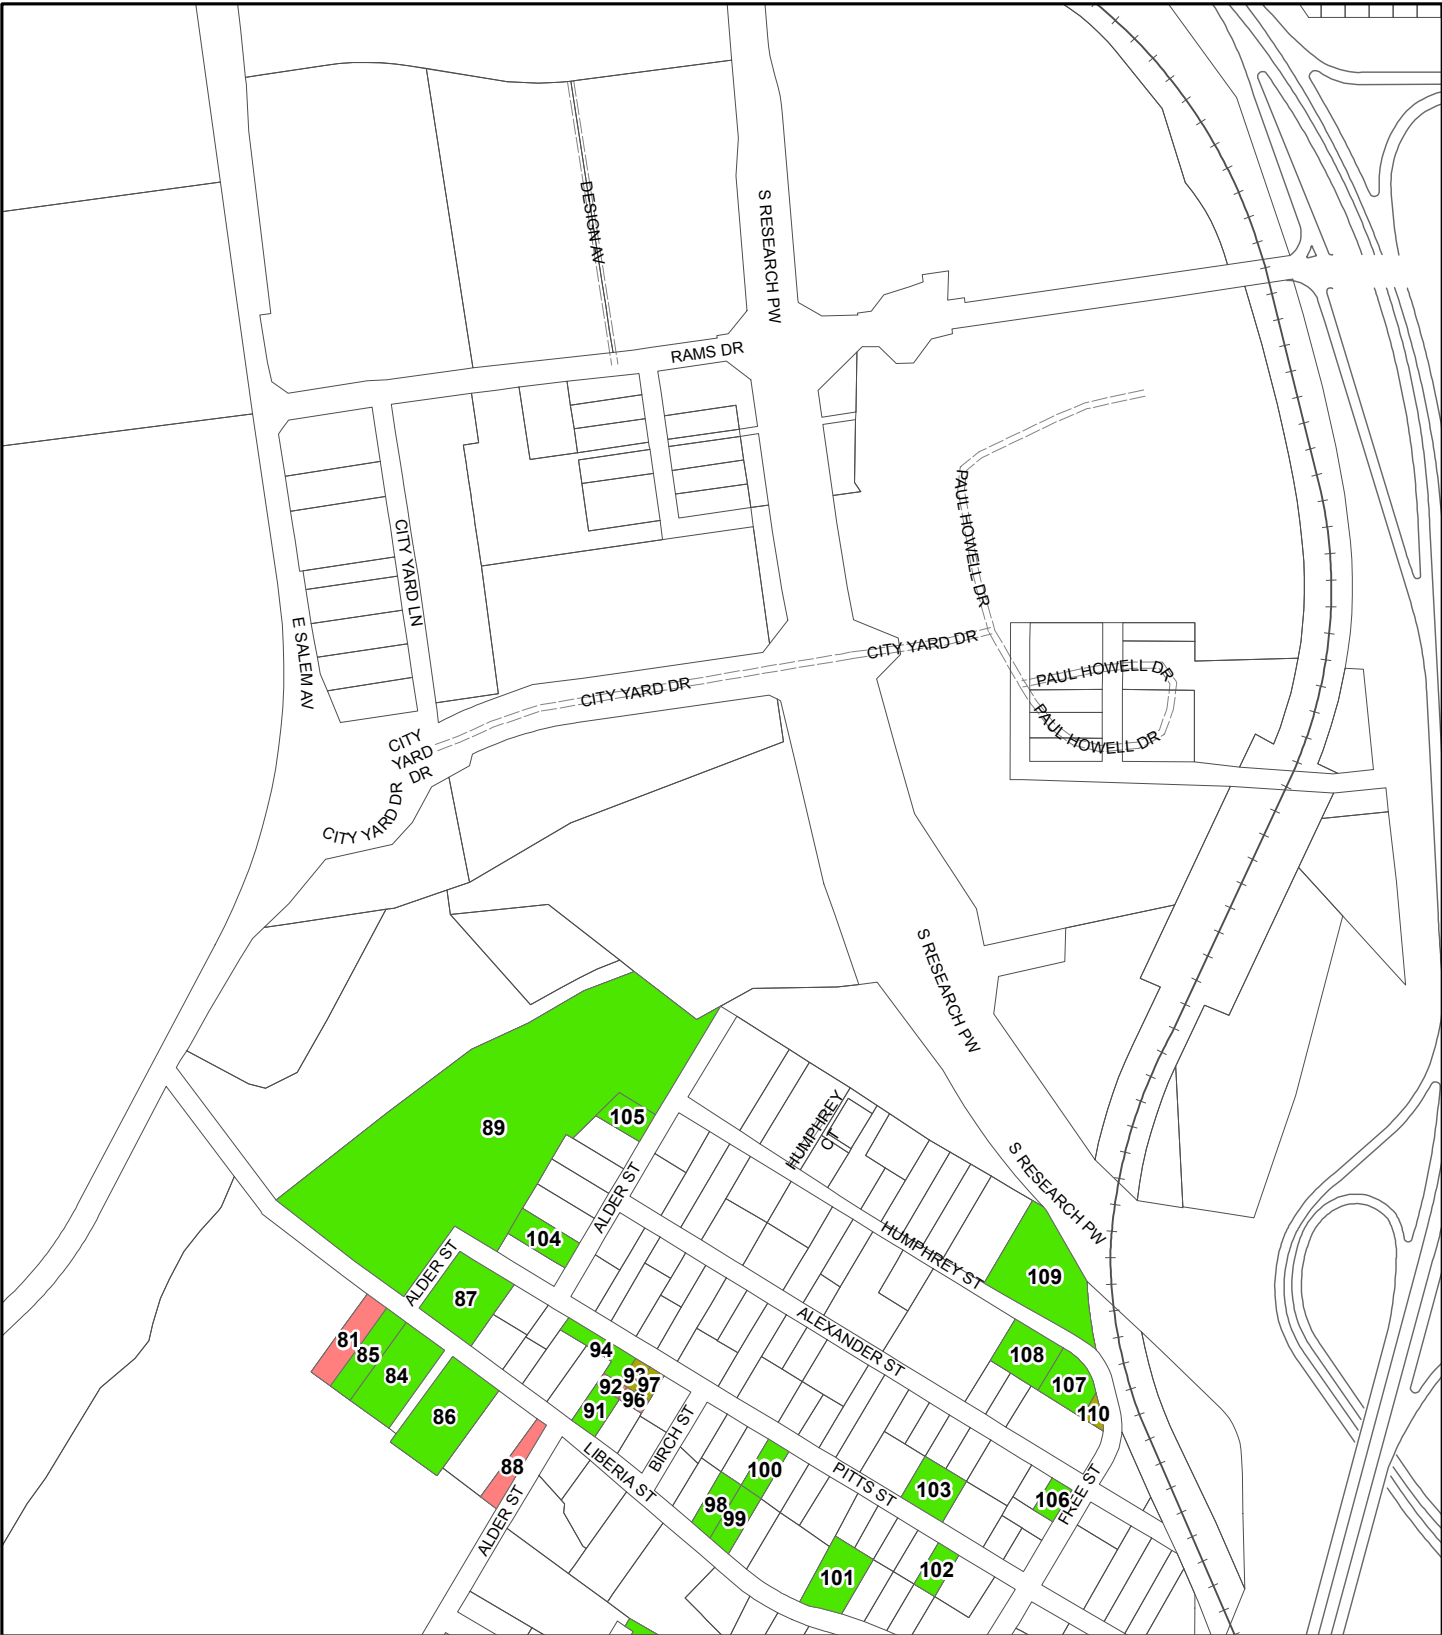 DESIGN AV
S RESEARCH PW
RAMS DR
PAUL HOWELL DR
CITY YARD LN
E SALEM AV
CITY YARD DR
PAUL HOWELL DR
CITY YARD DR
PAUL HOWELL DR
CITY
YARD
DR
CITY YARD DR
S RESEARCH PW
HUMPHREY
CT
105
89
S RESEARCH PW
ALDER ST
104
HUMPHREY ST
ALDER ST
109
87
ALEXANDER ST
81
94
85
108
93
84
92
97
107
96
91
110
86
BIRCH ST
88
LIBERIA ST
100
PITTS ST
103
98
106
FREE ST
99
ALDER ST
102
101